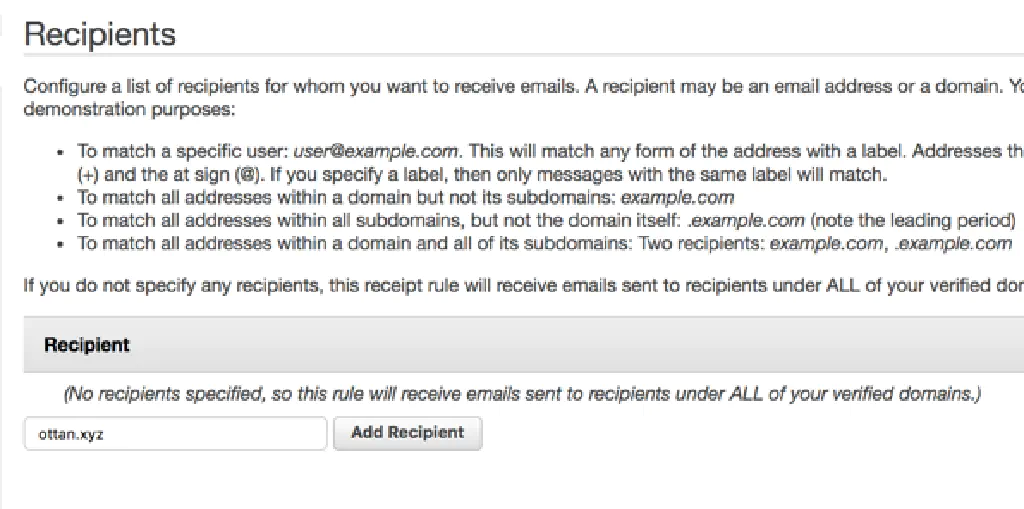 Recipients
Configure a list of recipients for whom you want to receive emails. A recipient may be an email address or a domain.
demonstration purposes:
• To match a specific user: user@example.com. This will match any form of the address with a label. Addresses
(+) and the at sign (@). If you specify a label, then only messages with the same label will match.
• To match all addresses within a domain but not its subdomains: example.com
• To match all addresses within all subdomains, but not the domain itself: .example.com (note the leading period)
• To match all addresses within a domain and all of its subdomains: Two recipients: example.com, .example.com
If you do not specify any recipients, this receipt rule will receive emails sent to recipients under ALL of your verified
Recipient
(No recipients specified, so this rule will receive emails sent to recipients under ALL of your verified domains.)
ottan.xyz
Add Recipient